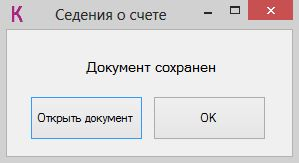 K Седения о счете
Документ сохранен
Открыть документ OK